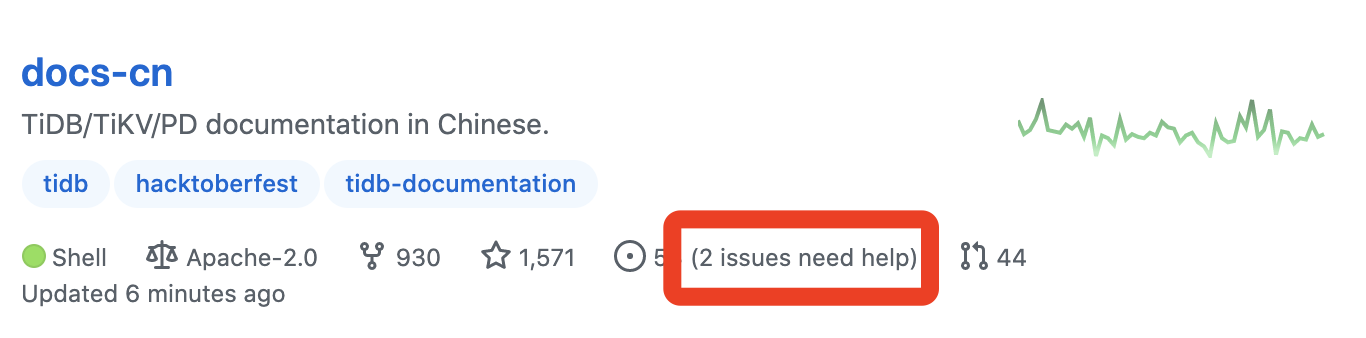 docs-cn
TiDB/TiKV/PD documentation in Chinese.
tidb hacktoberfest tidb-documentation
Shell Apache-2.0 930 1,571 (2 issues need help) 44
Updated 6 minutes ago